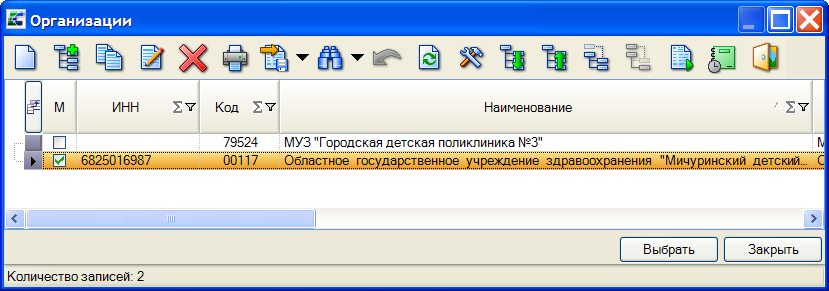 Организации
М ИНН Код Наименование
79524 МУЗ "Городская детская поликлиника №3"
6825016987 00117 Областное государственное учреждение здравоохранения "Мичуринский детский...
Выбрать Закрыть
Количество записей: 2